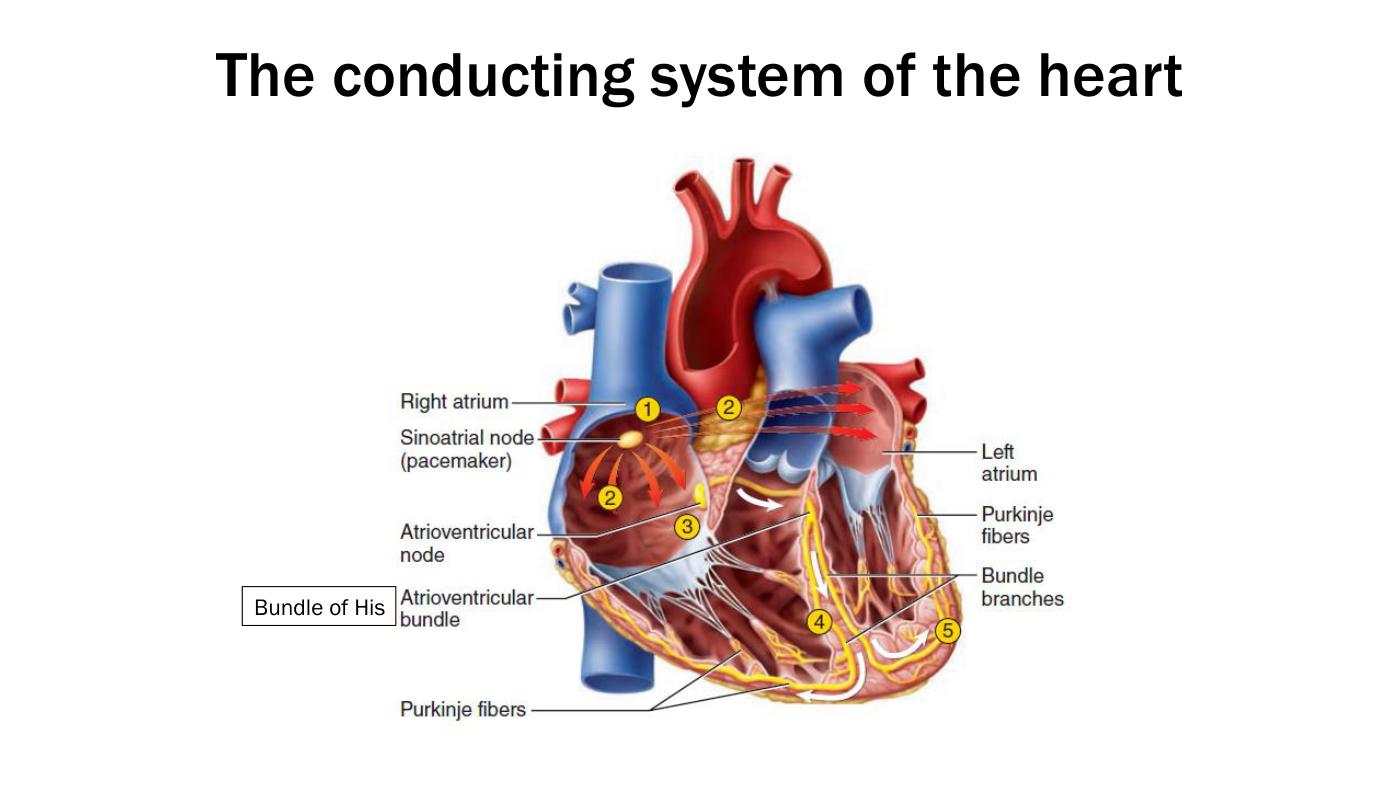 The conducting system of the heart
Right atrium
1
2
Sinoatrial node
(pacemaker)
Left
atrium
2
Purkinje
fibers
3
Atrioventricular
node
Bundle
branches
Bundle of His
Atrioventricular
bundle
4
5
Purkinje fibers